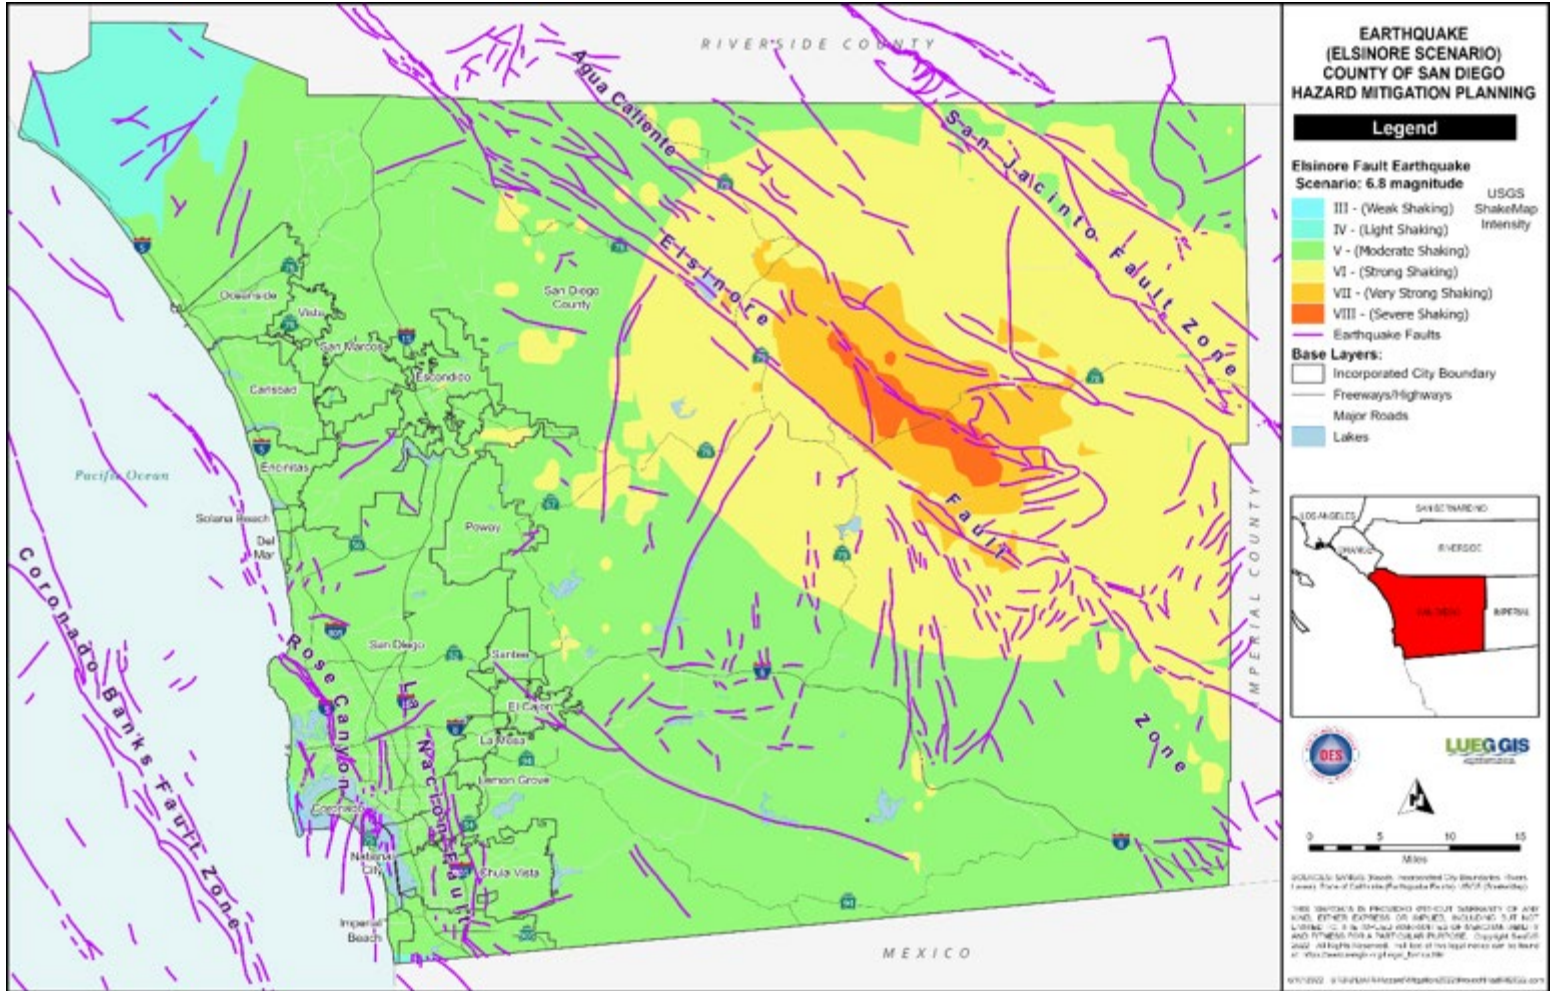 EARTHQUAKE
(ELSINORE SCENARIO)
COUNTY OF SAN DIEGO
HAZARD MITIGATION PLANNING
Legend
Elsinore Fault Earthquake
Scenario: 6.8 magnitude
USGS
ShakeMap
Intensity
III - (Weak Shaking)
IV - (Light Shaking)
V - (Moderate Shaking)
VI - (Strong Shaking)
VII - (Very Strong Shaking)
VIII - (Severe Shaking)
Earthquake Faults
Base Layers:
Incorporated City Boundary
Freeways/Highways
Major Roads
Lakes
LOS ANGELES
SAN BERNARDINO
ORANGE
RIVERSIDE
SAN DIEGO
IMPERIAL
OES
LUEG GIS
N
0 5 10 15
Miles
RIVERSIDE COUNTY
Agua Caliente
San Jacinto Fault Zone
Elsinore
Fault
Zone
San Diego
County
Oceanside
Vista
San Marcos
Escondido
Carlsbad
Encinitas
Pacific Ocean
Solana Beach
Del
Mar
Poway
Coronado Banks Fault Zone
Rose Canyon
La Nacion Fault
San Diego
Santee
El Cajon
La Mesa
Lemon Grove
Coronado
National
City
Chula Vista
Imperial
Beach
IMPERIAL COUNTY
MEXICO